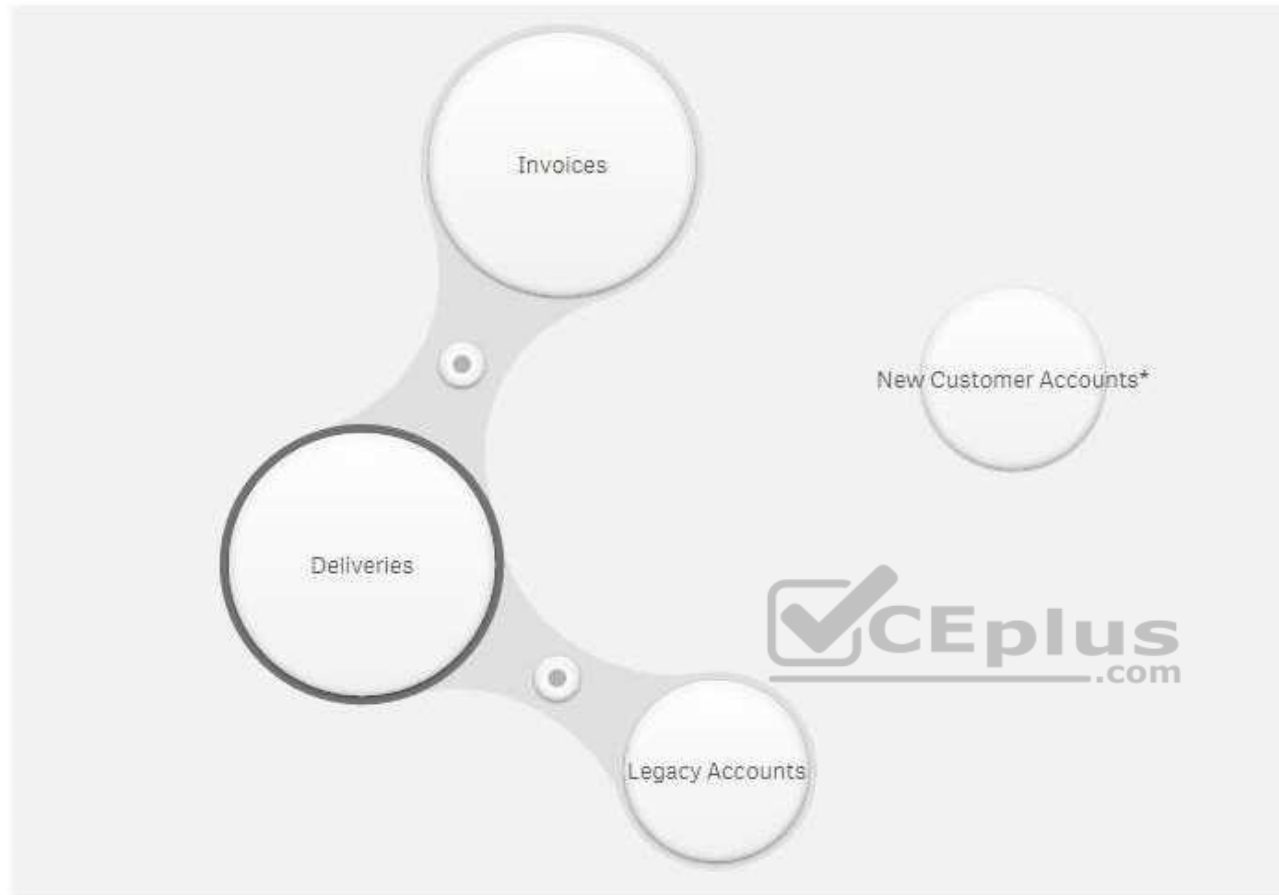 Invoices
New Customer Accounts*
Deliveries
CEplus
.com
Legacy Accounts